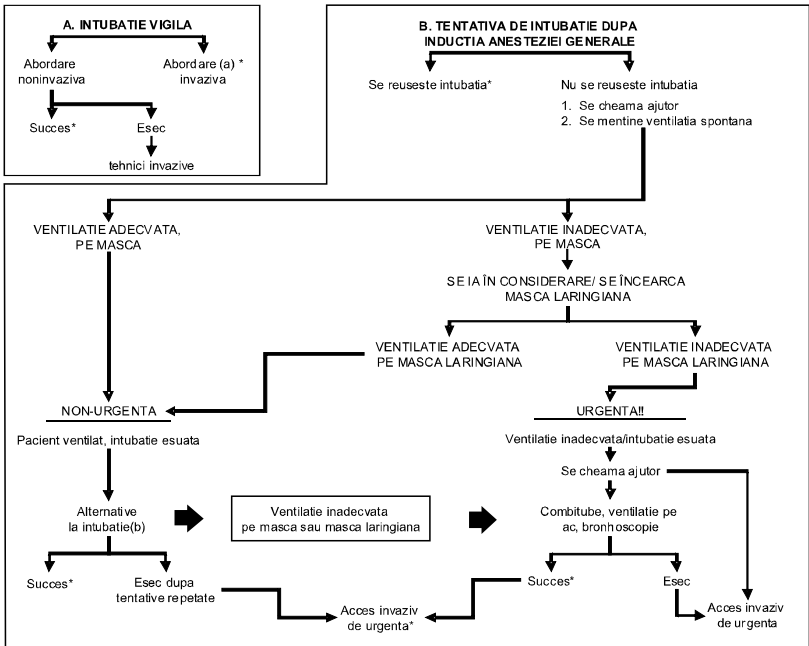 A. INTUBATIE VIGILA
Abordare
noninvaziva
Abordare (a) *
invaziva
Succes*
Esec
tehnici invazive
B. TENTATIVA DE INTUBATIE DUPA
INDUCTIA ANESTEZIEI GENERALE
Se reuseste intubatia*
Nu se reuseste intubatia
1. Se cheama ajutor
2. Se mentine ventilatia spontana
VENTILATIE ADECVATA,
PE MASCA
VENTILATIE INADECVATA,
PE MASCA
SE IA ÎN CONSIDERARE/ SE ÎNCEARCA
MASCA LARINGIANA
VENTILATIE ADECVATA
PE MASCA LARINGIANA
VENTILATIE INADECVATA
PE MASCA LARINGIANA
NON-URGENTA
URGENTA!!
Pacient ventilat, intubatie esuata
Ventilatie inadecvata/intubatie esuata
Se cheama ajutor
Alternative
la intubatie(b)
Ventilatie inadecvata
pe masca sau masca laringiana
Combitube, ventilatie pe
ac, bronhoscopie
Succes*
Esec dupa
tentative repetate
Succes*
Esec
Acces invaziv
de urgenta*
Acces invaziv
de urgenta